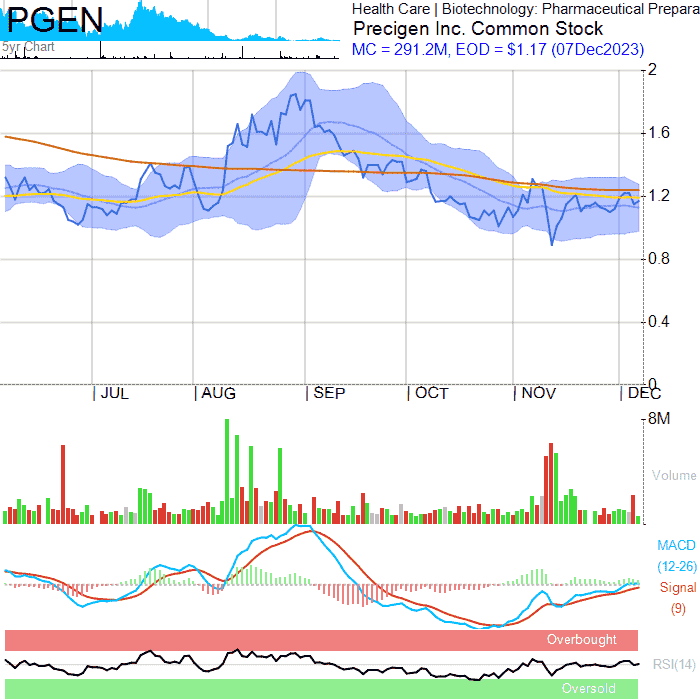 PGEN
5yr Chart
Health Care | Biotechnology: Pharmaceutical Prepara
Precigen Inc. Common Stock
MC = 291.2M, EOD = $1.17 (07Dec2023)
2
1.6
1.2
0.8
0.4
0
JUL AUG SEP OCT NOV DEC
8M
Volume
MACD
(12-26)
Signal
(9)
Overbought
RSI(14)
Oversold